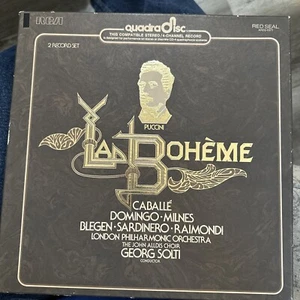 RCA
quadradisc
THIS COMPATIBLE STEREO/4-CHANNEL RECORD
RED SEAL
2 RECORD SET
PUCCINI
LA BOHÈME
CABALLÉ
DOMINGO · MILNES
BLEGEN · SARDINERO · RAIMONDI
LONDON PHILHARMONIC ORCHESTRA
THE JOHN ALLDIS CHOIR
GEORG SOLTI
CONDUCTOR